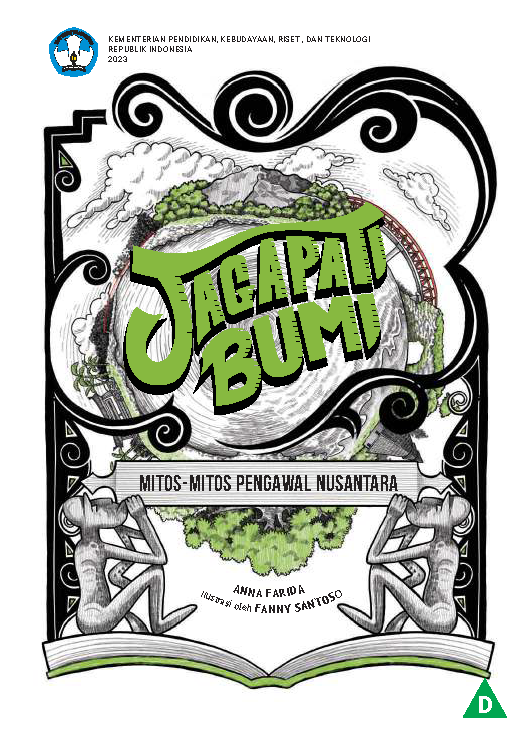 KEMENTERIAN PENDIDIKAN, KEBUDAYAAN, RISET, DAN TEKNOLOGI
REPUBLIK INDONESIA
2023
JAGAPATI
BUMI
MITOS-MITOS PENGAWAL NUSANTARA
ANNA FARIDA
Ilustrasi oleh FANNY SANTOSO
D